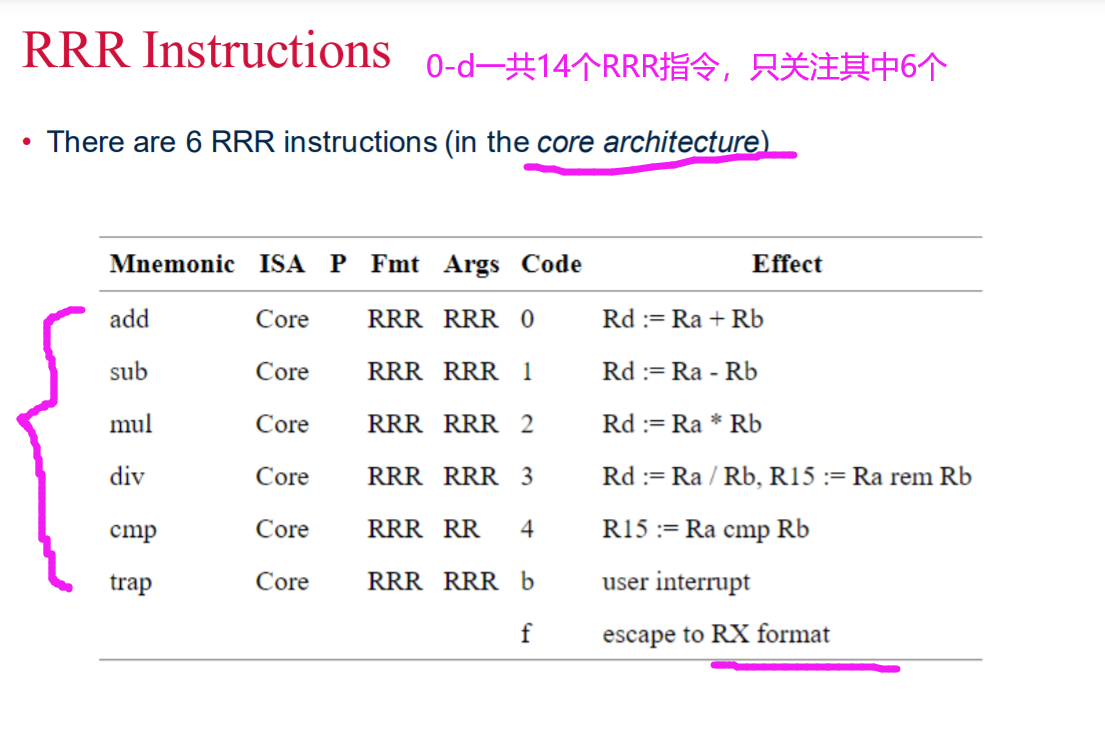 RRR Instructions
0-d一共14个RRR指令，只关注其中6个
• There are 6 RRR instructions (in the core architecture)
Mnemonic ISA P Fmt Args Code Effect
add Core RRR RRR 0 Rd := Ra + Rb
sub Core RRR RRR 1 Rd := Ra - Rb
mul Core RRR RRR 2 Rd := Ra * Rb
div Core RRR RRR 3 Rd := Ra / Rb, R15 := Ra rem Rb
cmp Core RRR RR 4 R15 := Ra cmp Rb
trap Core RRR RRR b user interrupt
f escape to RX format